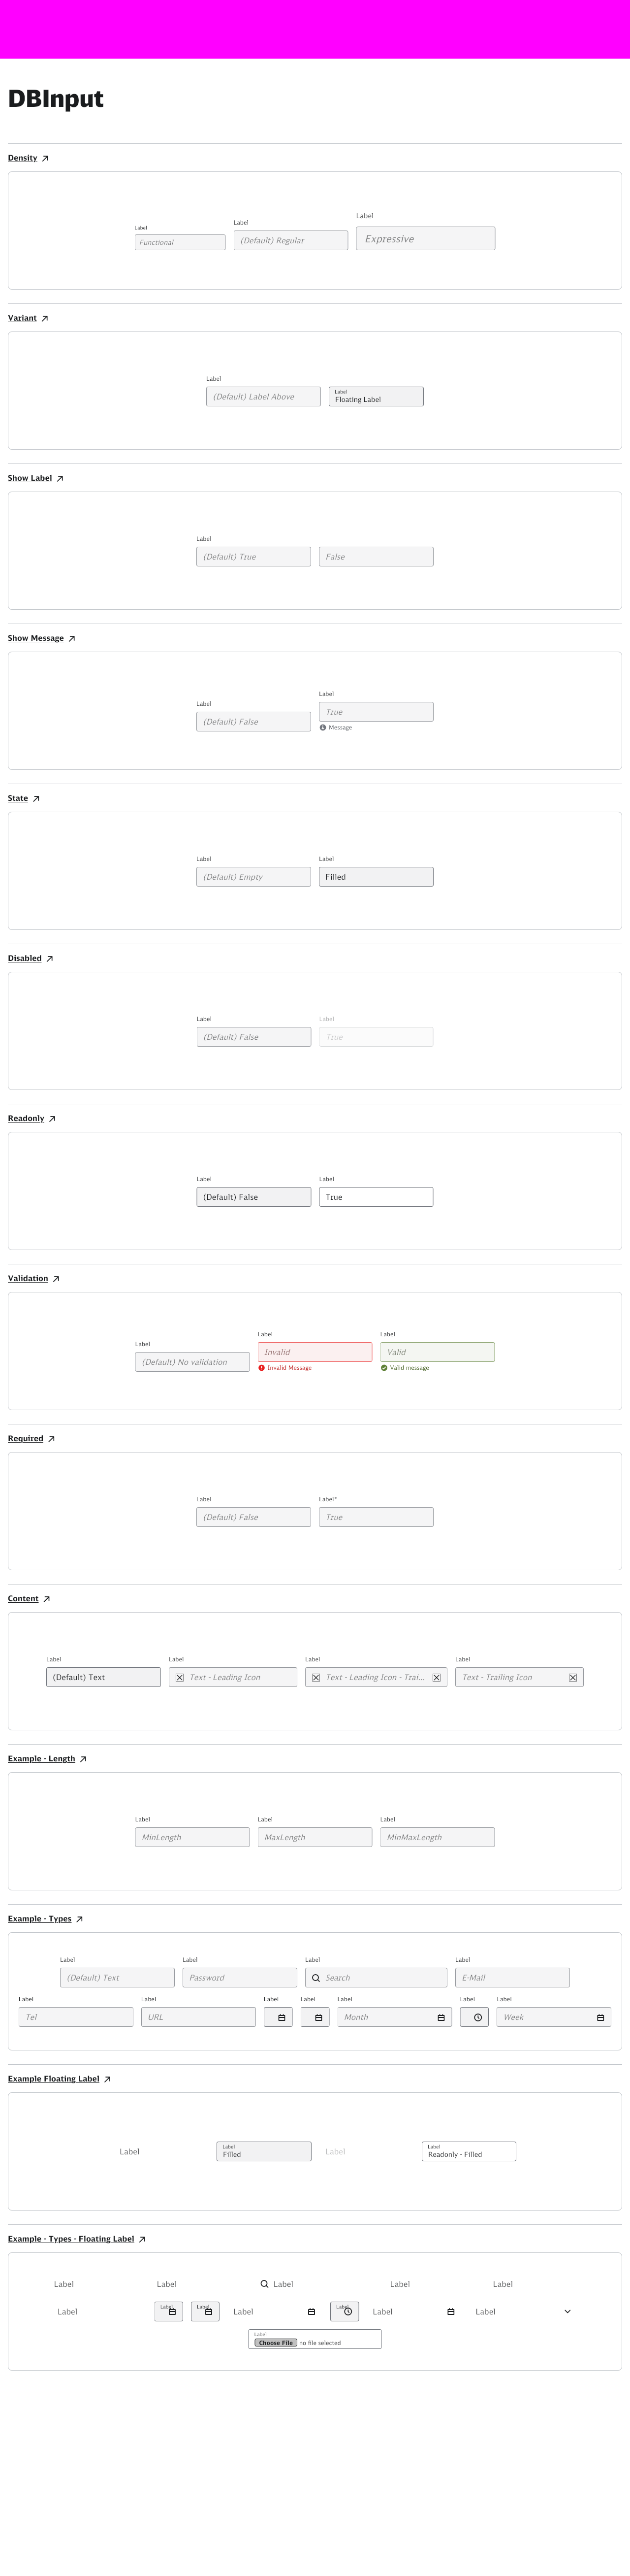 DBInput
Density
Label Label Label
Functional (Default) Regular Expressive
Variant
Label Label
(Default) Label Above Floating Label
Show Label
Label
(Default) True False
Show Message
Label Label
(Default) False True
Message
State
Label Label
(Default) Empty Filled
Disabled
Label Label
(Default) False True
Readonly
Label Label
(Default) False True
Validation
Label Label Label
(Default) No validation Invalid Valid
Invalid Message Valid message
Required
Label Label*
(Default) False True
Content
Label Label Label Label
(Default) Text Text - Leading Icon Text - Leading Icon - Trai... Text - Trailing Icon
Example - Length
Label Label Label
MinLength MaxLength MinMaxLength
Example - Types
Label Label Label Label
(Default) Text Password Search E-Mail
Label Label Label Label Label Label Label
Tel URL Month Week
Example Floating Label
Label Label Label Label
Filled Readonly - Filled
Example - Types - Floating Label
Label Label Label Label Label
Label Label Label Label Label Label Label
Label
Choose File no file selected